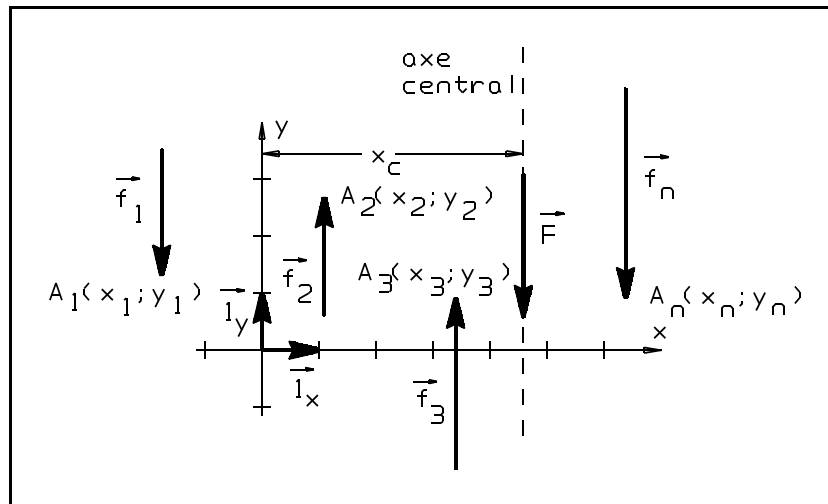 axe
central
y
x_c
f_1
A_2(x_2;y_2)
f_n
F
f_2
A_3(x_3;y_3)
A_1(x_1;y_1)
1_y
A_n(x_n;y_n)
x
1_x
f_3